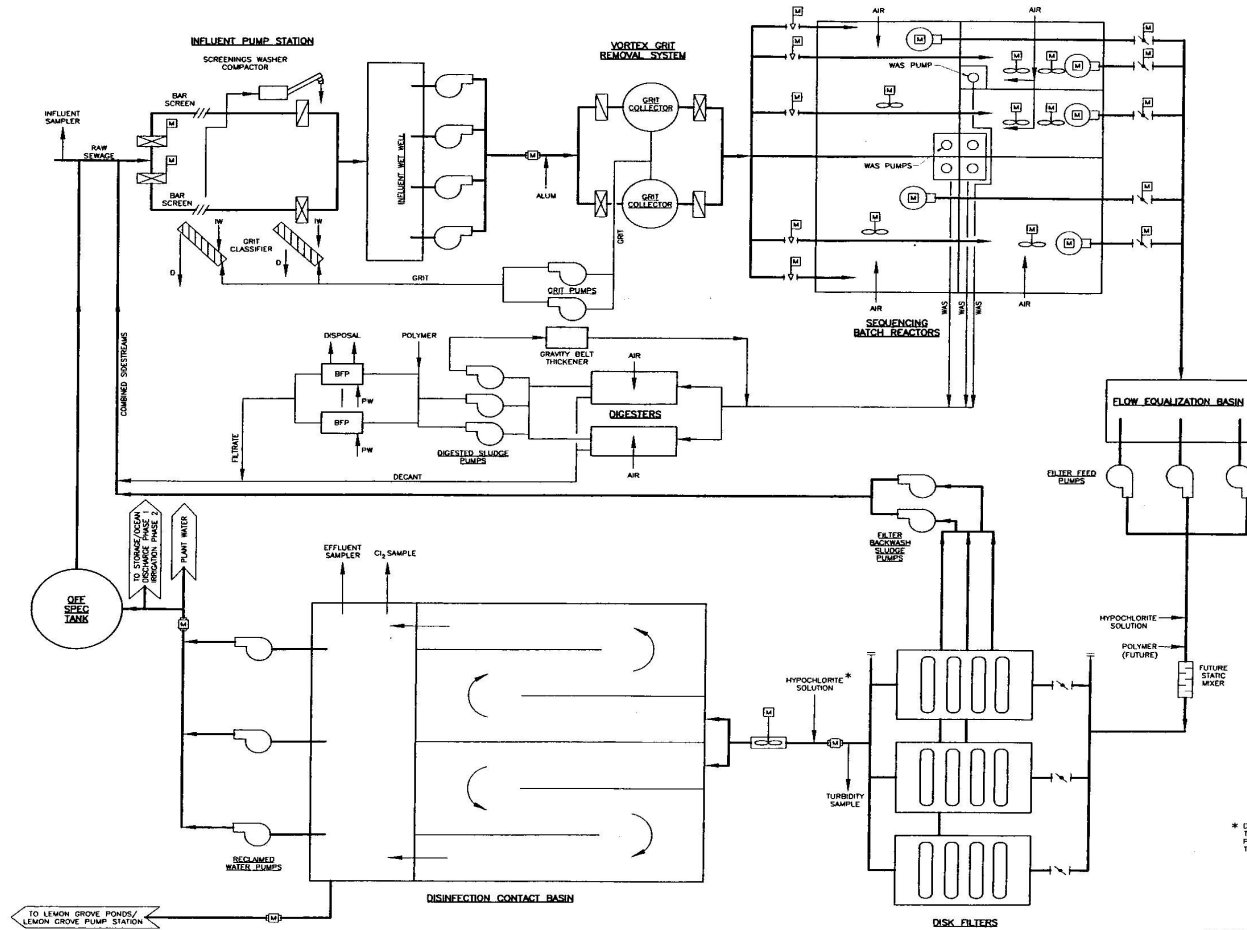 INFLUENT PUMP STATION
SCREENINGS WASHER
COMPACTOR
BAR
SCREEN
INFLUENT
SAMPLER
M
M
RAW
SEWAGE
BAR
SCREEN
IW
IW
GRIT
CLASSIFIER
D
D
GRIT
INFLUENT WET WELL
M
ALUM
VORTEX GRIT
REMOVAL SYSTEM
GRIT
COLLECTOR
GRIT
COLLECTOR
GRIT
GRIT PUMPS
M
M
M
M
M
AIR
AIR
M
M
M
M
M
M
WAS PUMP
M
M
M
M
M
M
WAS PUMPS
M
M
M
M
M
M
M
M
AIR
AIR
SEQUENCING
BATCH REACTORS
WAS
WAS
WAS
DISPOSAL
POLYMER
BFP
PW
BFP
PW
FILTRATE
GRAVITY BELT
THICKENER
AIR
DIGESTERS
AIR
DIGESTED SLUDGE
PUMPS
DECANT
COMBINED SIDESTREAMS
FLOW EQUALIZATION BASIN
FILTER FEED
PUMPS
FILTER
BACKWASH
SLUDGE
PUMPS
HYPOCHLORITE
SOLUTION
POLYMER
(FUTURE)
FUTURE
STATIC
MIXER
TO STORAGE/OCEAN
DISCHARGE PHASE 1
IRRIGATION PHASE 2
PLANT WATER
OFF
SPEC
TANK
M
EFFLUENT
SAMPLER
Cl2 SAMPLE
RECLAIMED
WATER PUMPS
DISINFECTION CONTACT BASIN
M
HYPOCHLORITE *
SOLUTION
M
TURBIDITY
SAMPLE
DISK FILTERS
TO LEMON GROVE PONDS/
LEMON GROVE PUMP STATION
M
*